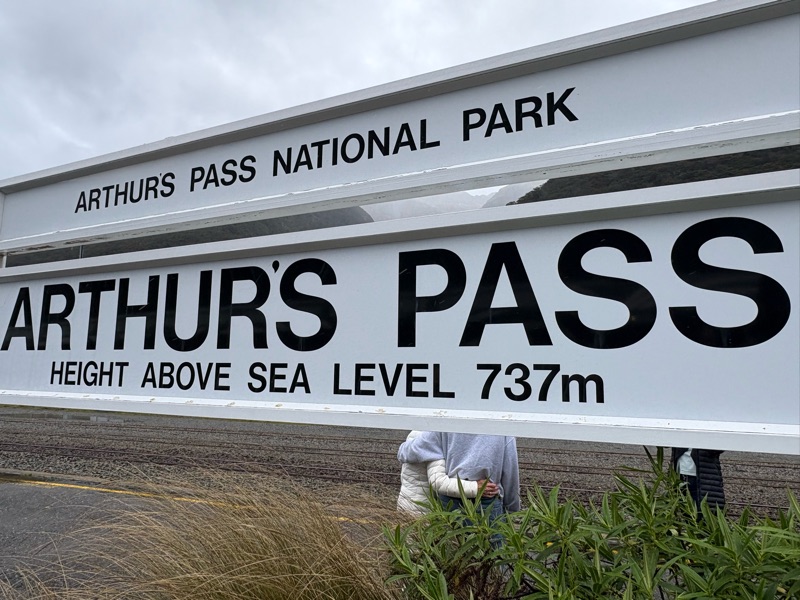 ARTHUR'S PASS NATIONAL PARK
ARTHUR'S PASS
HEIGHT ABOVE SEA LEVEL 737m